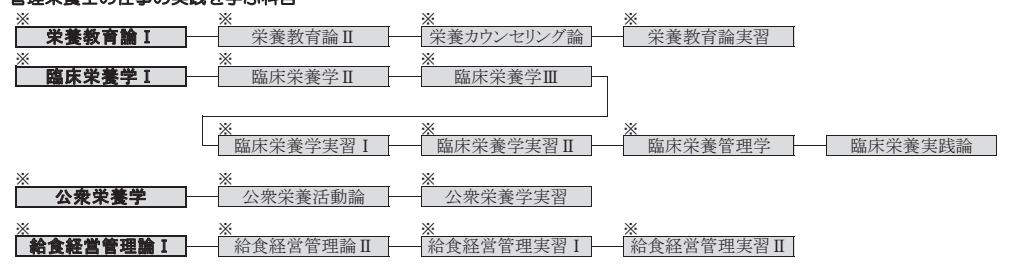 管理栄養士の仕事の実践を学ぶ科目
※ ※ ※ ※
栄養教育論Ⅰ 栄養教育論Ⅱ 栄養カウンセリング論 栄養教育論実習
※ ※ ※
臨床栄養学Ⅰ 臨床栄養学Ⅱ 臨床栄養学Ⅲ
※ ※ ※
臨床栄養学実習Ⅰ 臨床栄養学実習Ⅱ 臨床栄養管理学 臨床栄養実践論
※ ※ ※
公衆栄養学 公衆栄養活動論 公衆栄養学実習
※ ※ ※ ※
給食経営管理論Ⅰ 給食経営管理論Ⅱ 給食経営管理実習Ⅰ 給食経営管理実習Ⅱ